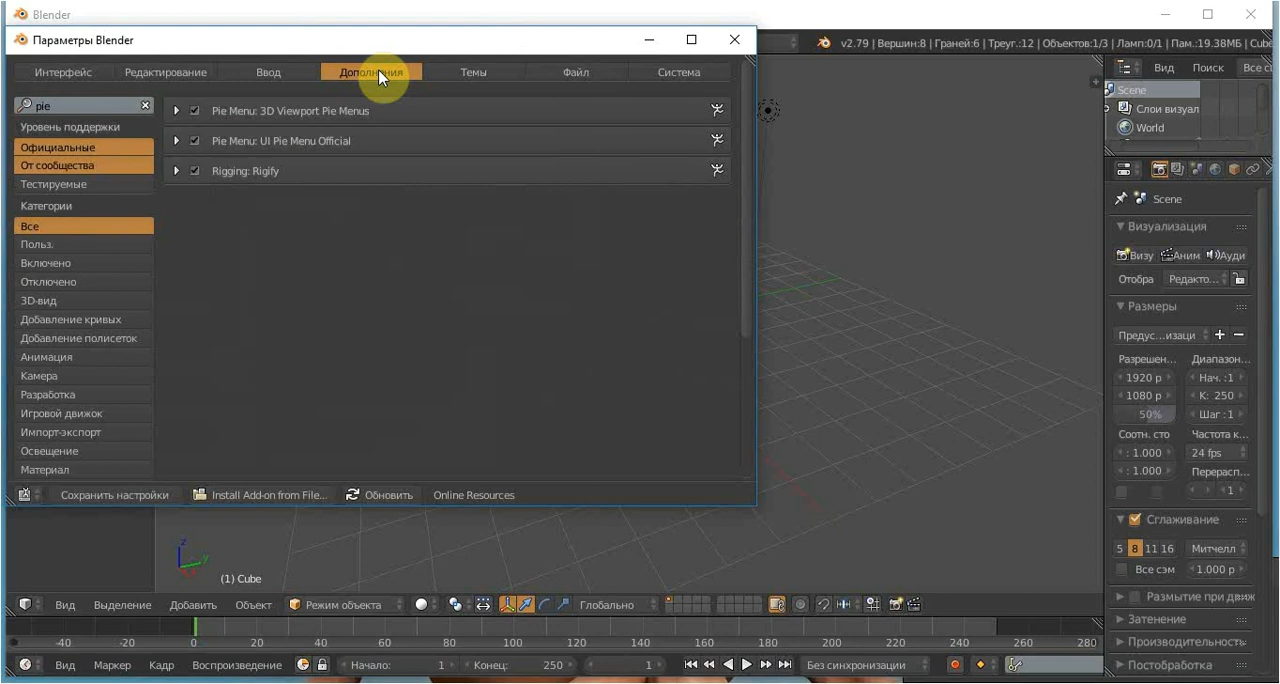 Blender
Параметры Blender
Интерфейс Редактирование Ввод Дополнения Темы Файл Система
pie
Уровень поддержки
Официальные
От сообщества
Тестируемые
Категории
Все
Польз.
Включено
Отключено
3D-вид
Добавление кривых
Добавление полисеток
Анимация
Камера
Разработка
Игровой движок
Импорт-экспорт
Освещение
Материал
Pie Menu: 3D Viewport Pie Menus
Pie Menu: UI Pie Menu Official
Rigging: Rigify
Сохранить настройки Install Add-on from File... Обновить Online Resources
v2.79 | Вершин:8 | Граней:6 | Треуг.:12 | Объектов:1/3 | Ламп:0/1 | Пам.:19.38МБ | Cube
Вид Поиск Все с
Scene
Слои визуал
World
Scene
Визуализация
Визу Аним Ауди
Отобра Редакто...
Размеры
Предус...изаци
Разрешен... Диапазон...
1920 p Нач. :1
1080 p К: 250
50% Шаг : 1
Соотн. сто Частота к...
: 1.000 24 fps
: 1.000 Перерасп...
1
Сглаживание
5 8 11 16 Митчелл
Все сэм 1.000 p
Размытие при движ
Затенение
Производительность
Постобработка
z
y
(1) Cube
Вид Выделение Добавить Объект Режим объекта Глобально
-40 -20 0 20 40 60 80 100 120 140 160 180 200 220 240 260 280
Вид Маркер Кадр Воспроизведение Начало: 1 Конец: 250 1 Без синхронизации